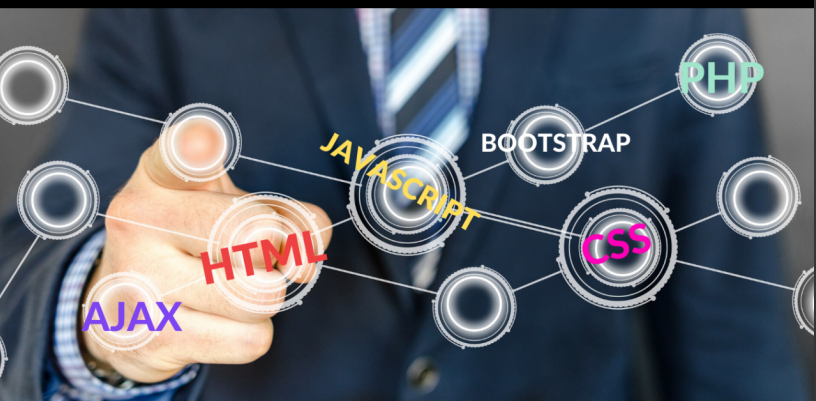 PHP
BOOTSTRAP
JAVASCRIPT
CSS
HTML
AJAX